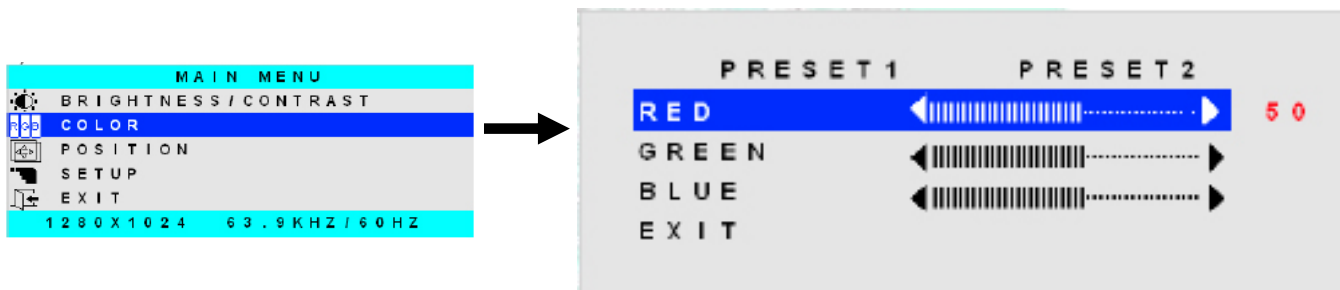 MAIN MENU
BRIGHTNESS/CONTRAST
RGB COLOR
POSITION
SETUP
EXIT
1280X1024 63.9KHZ/60HZ
PRESET1 PRESET2
RED 50
GREEN
BLUE
EXIT